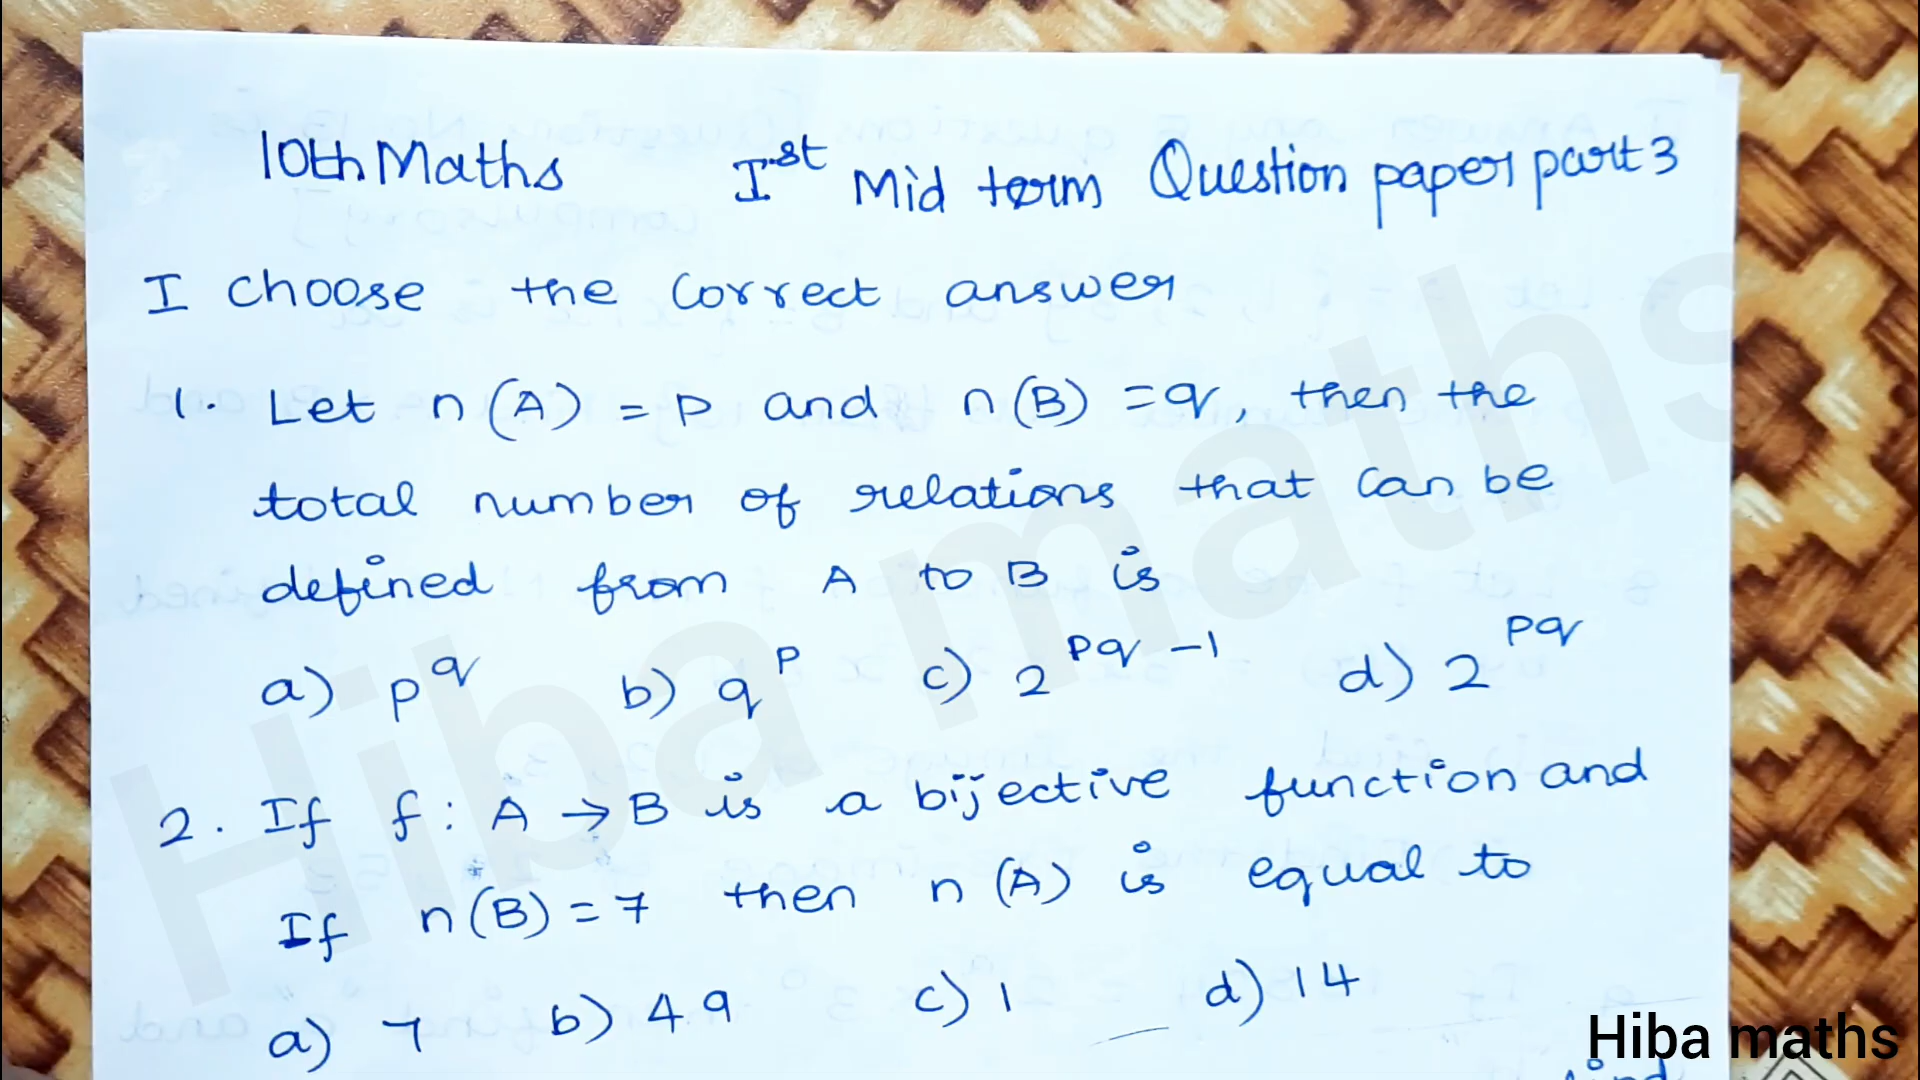 10th Maths Ist Mid term Question paper part 3
I choose the correct answer
1. Let n(A) = p and n(B) = q, then the
total number of relations that can be
defined from A to B is
a) p^q b) q^p c) 2^pq -1 d) 2^pq
2. If f : A → B is a bijective function and
If n(B) = 7 then n(A) is equal to
a) 7 b) 49 c) 1 d) 14
Hiba maths
Hiba maths